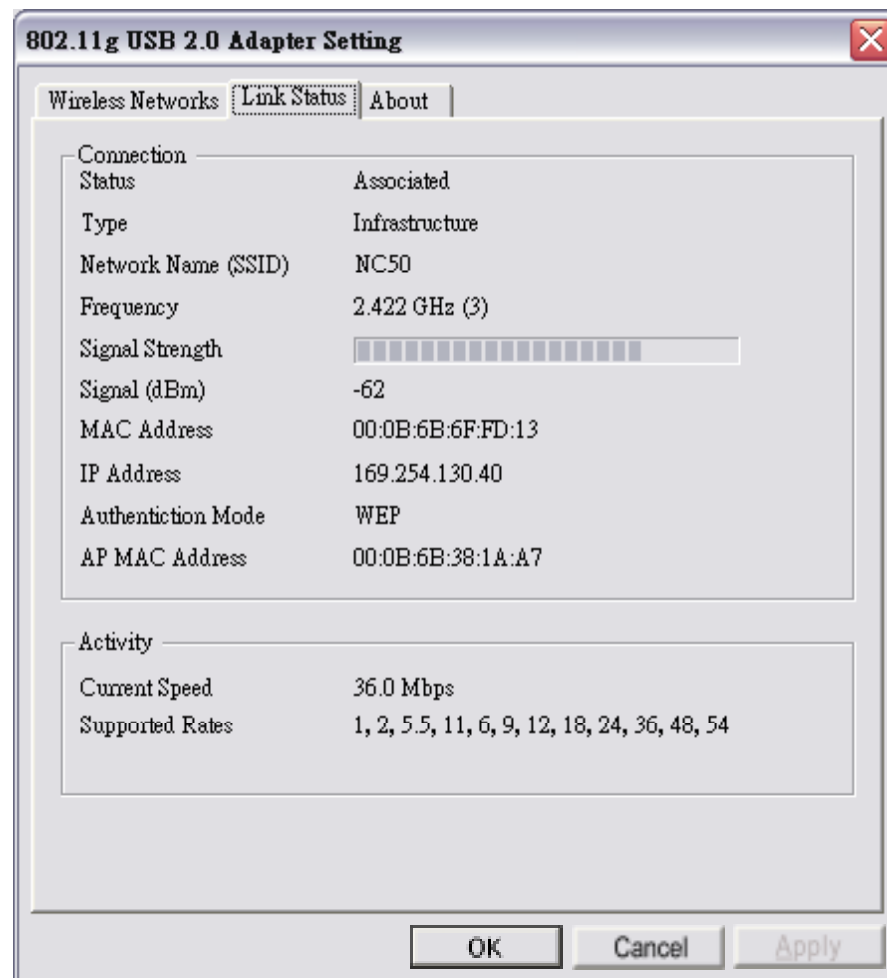 802.11g USB 2.0 Adapter Setting
Wireless Networks Link Status About
Connection
Status Associated
Type Infrastructure
Network Name (SSID) NC50
Frequency 2.422 GHz (3)
Signal Strength
Signal (dBm) -62
MAC Address 00:0B:6B:6F:FD:13
IP Address 169.254.130.40
Authentiction Mode WEP
AP MAC Address 00:0B:6B:38:1A:A7
Activity
Current Speed 36.0 Mbps
Supported Rates 1, 2, 5.5, 11, 6, 9, 12, 18, 24, 36, 48, 54
OK Cancel Apply